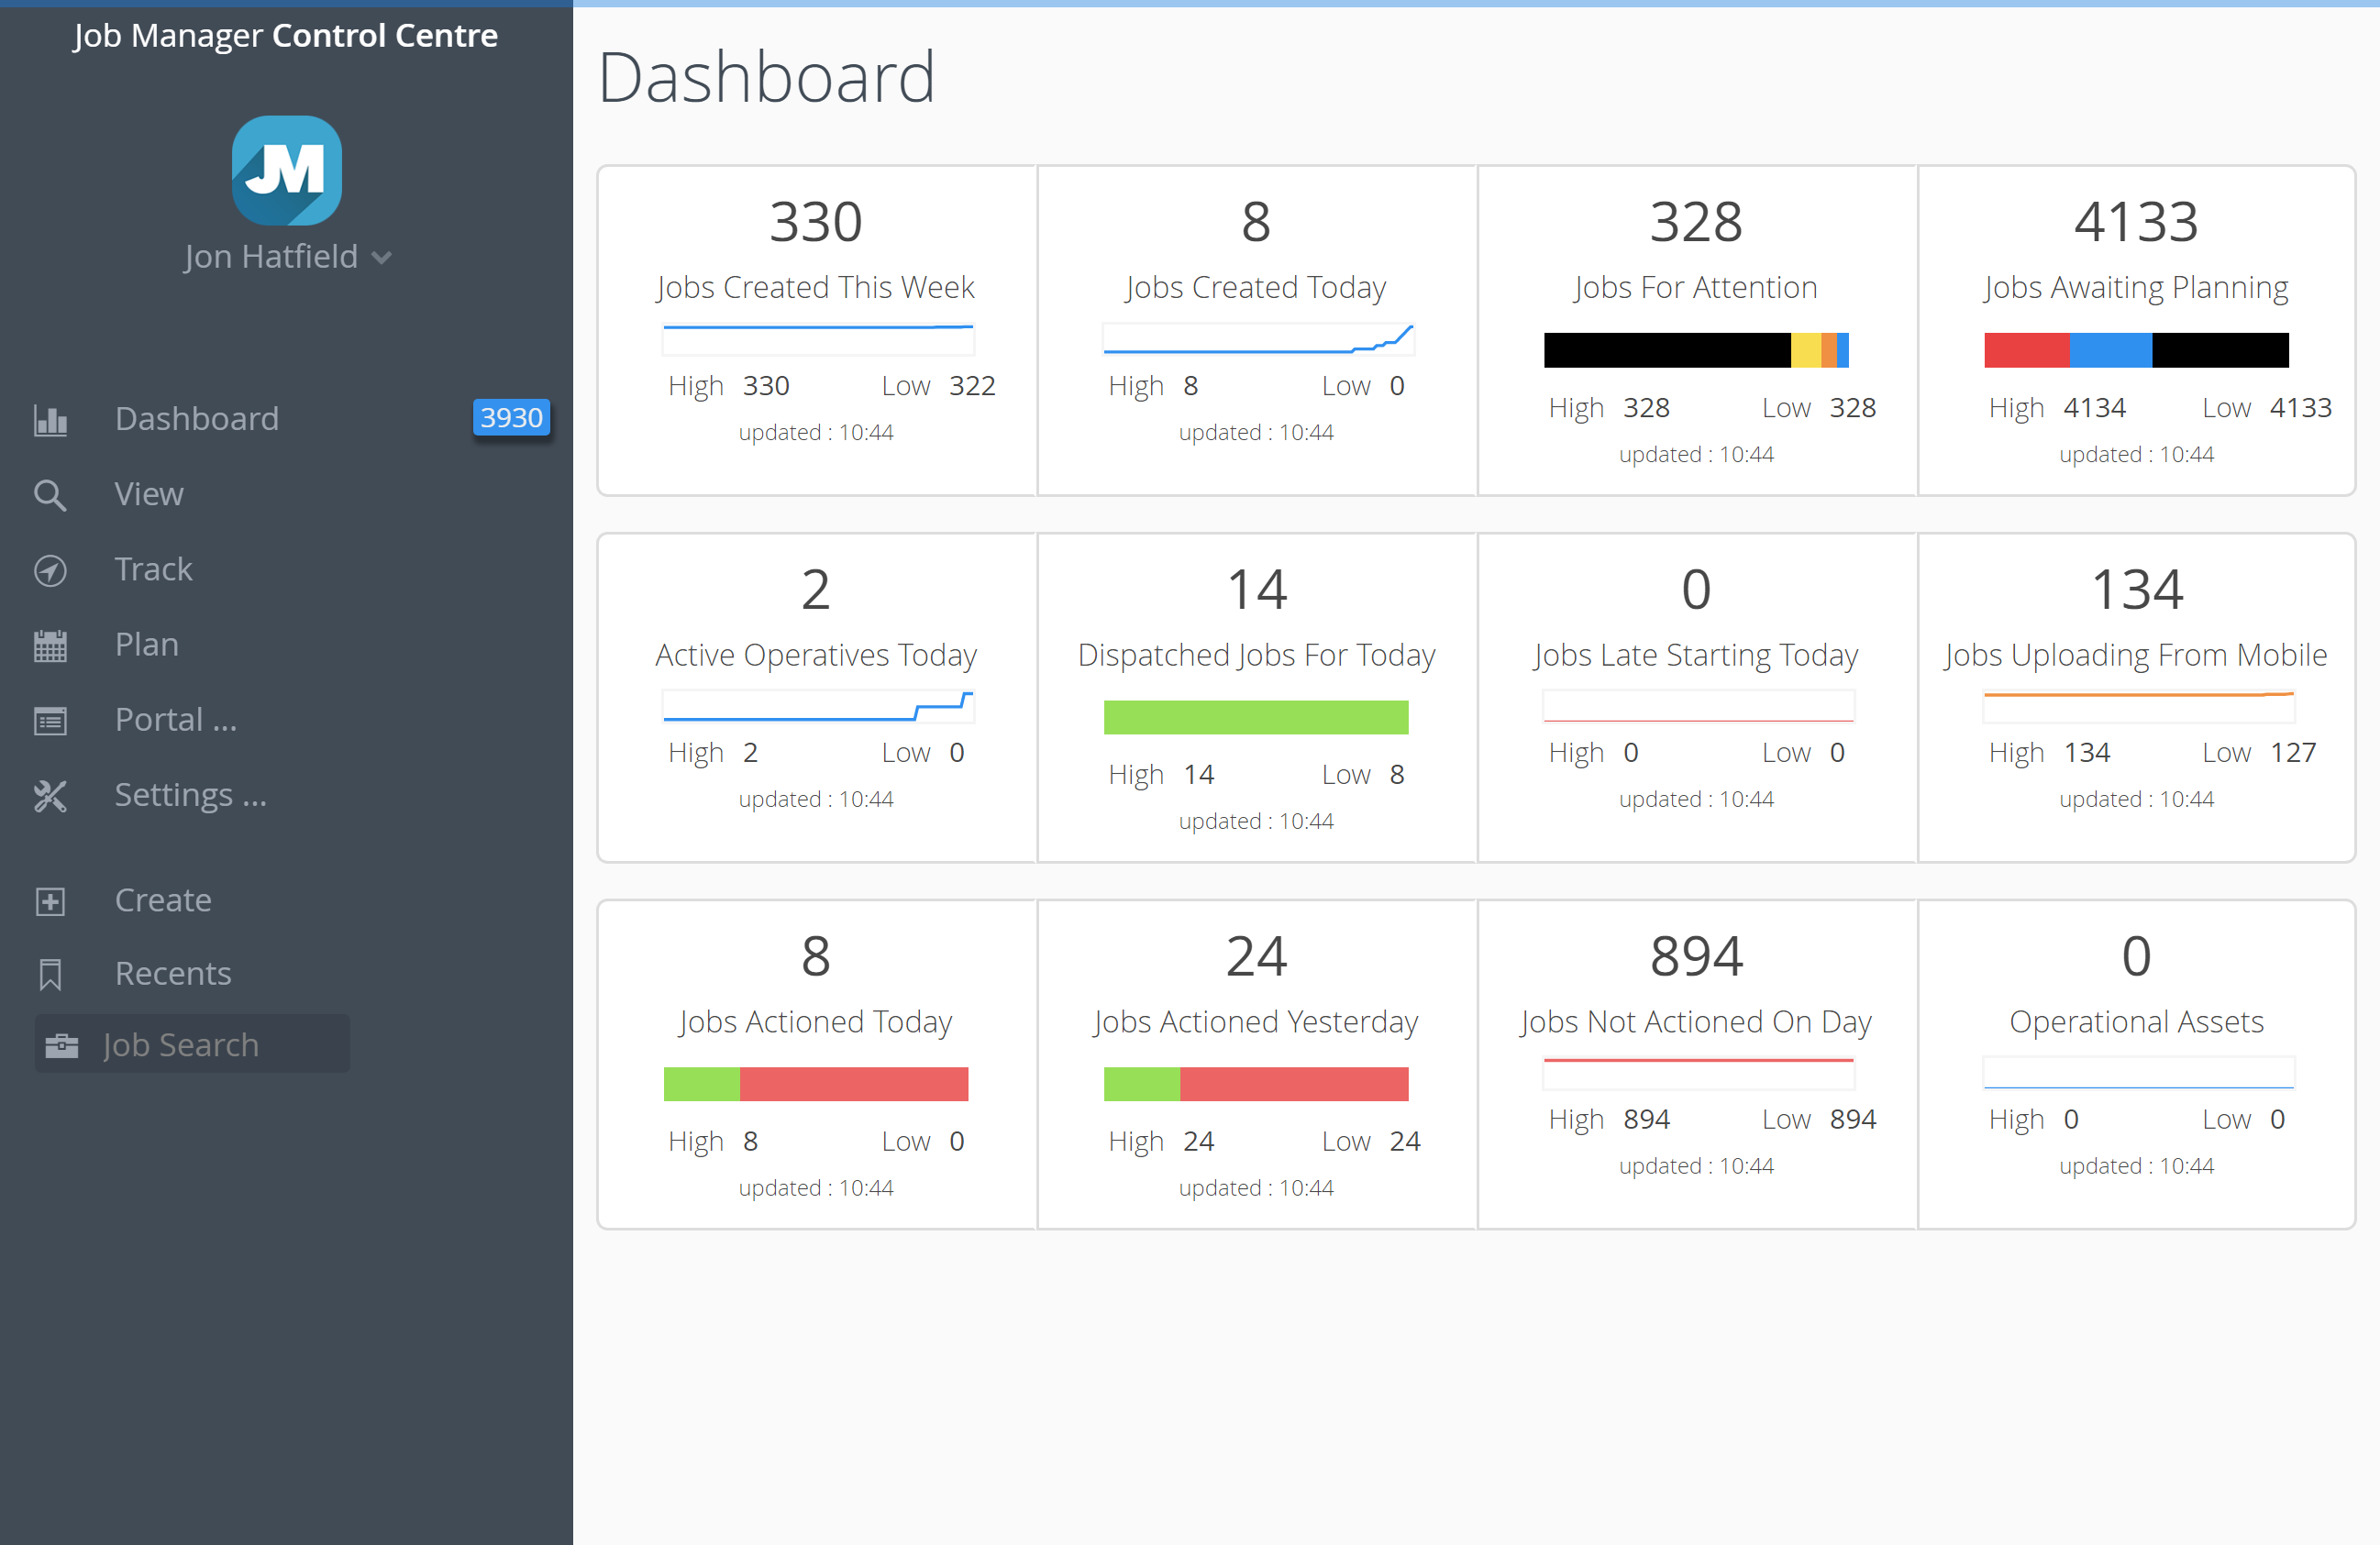 Job Manager Control Centre
JM
Jon Hatfield
Dashboard 3930
View
Track
Plan
Portal ...
Settings ...
Create
Recents
Job Search
Dashboard
330
Jobs Created This Week
High 330 Low 322
updated : 10:44
8
Jobs Created Today
High 8 Low 0
updated : 10:44
328
Jobs For Attention
High 328 Low 328
updated : 10:44
4133
Jobs Awaiting Planning
High 4134 Low 4133
updated : 10:44
2
Active Operatives Today
High 2 Low 0
updated : 10:44
14
Dispatched Jobs For Today
High 14 Low 8
updated : 10:44
0
Jobs Late Starting Today
High 0 Low 0
updated : 10:44
134
Jobs Uploading From Mobile
High 134 Low 127
updated : 10:44
8
Jobs Actioned Today
High 8 Low 0
updated : 10:44
24
Jobs Actioned Yesterday
High 24 Low 24
updated : 10:44
894
Jobs Not Actioned On Day
High 894 Low 894
updated : 10:44
0
Operational Assets
High 0 Low 0
updated : 10:44